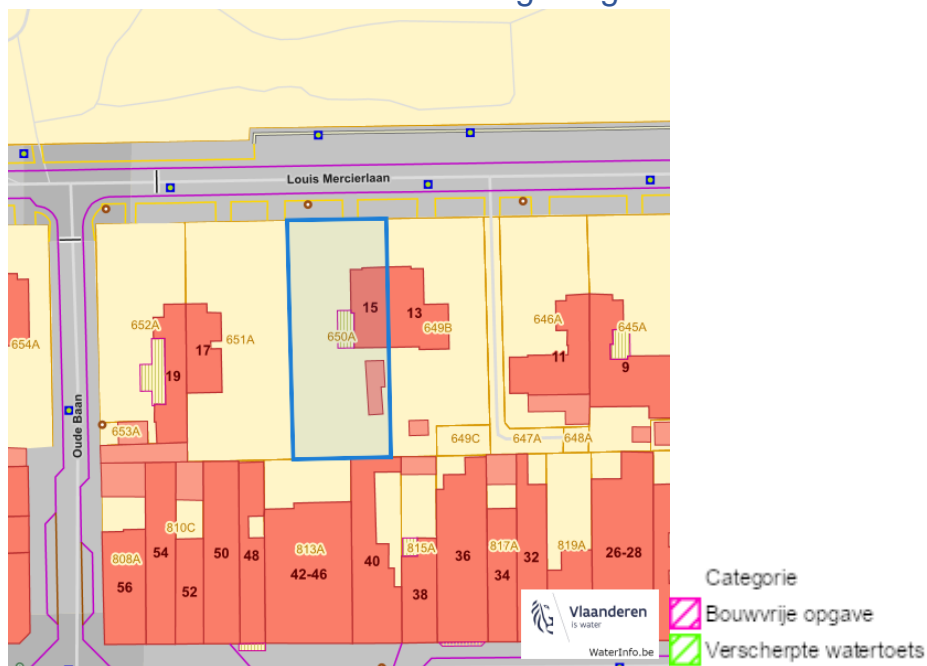 Louis Mercierlaan
Oude Baan
654A
652A
651A
650A
649B
646A
645A
15
13
17
19
11
9
653A
649C
647A
648A
808A
810C
813A
815A
817A
819A
56
54
52
50
48
42-46
40
38
36
34
32
26-28
Vlaanderen
is water
WaterInfo.be
Categorie
Bouwvrije opgave
Verscherpte watertoets